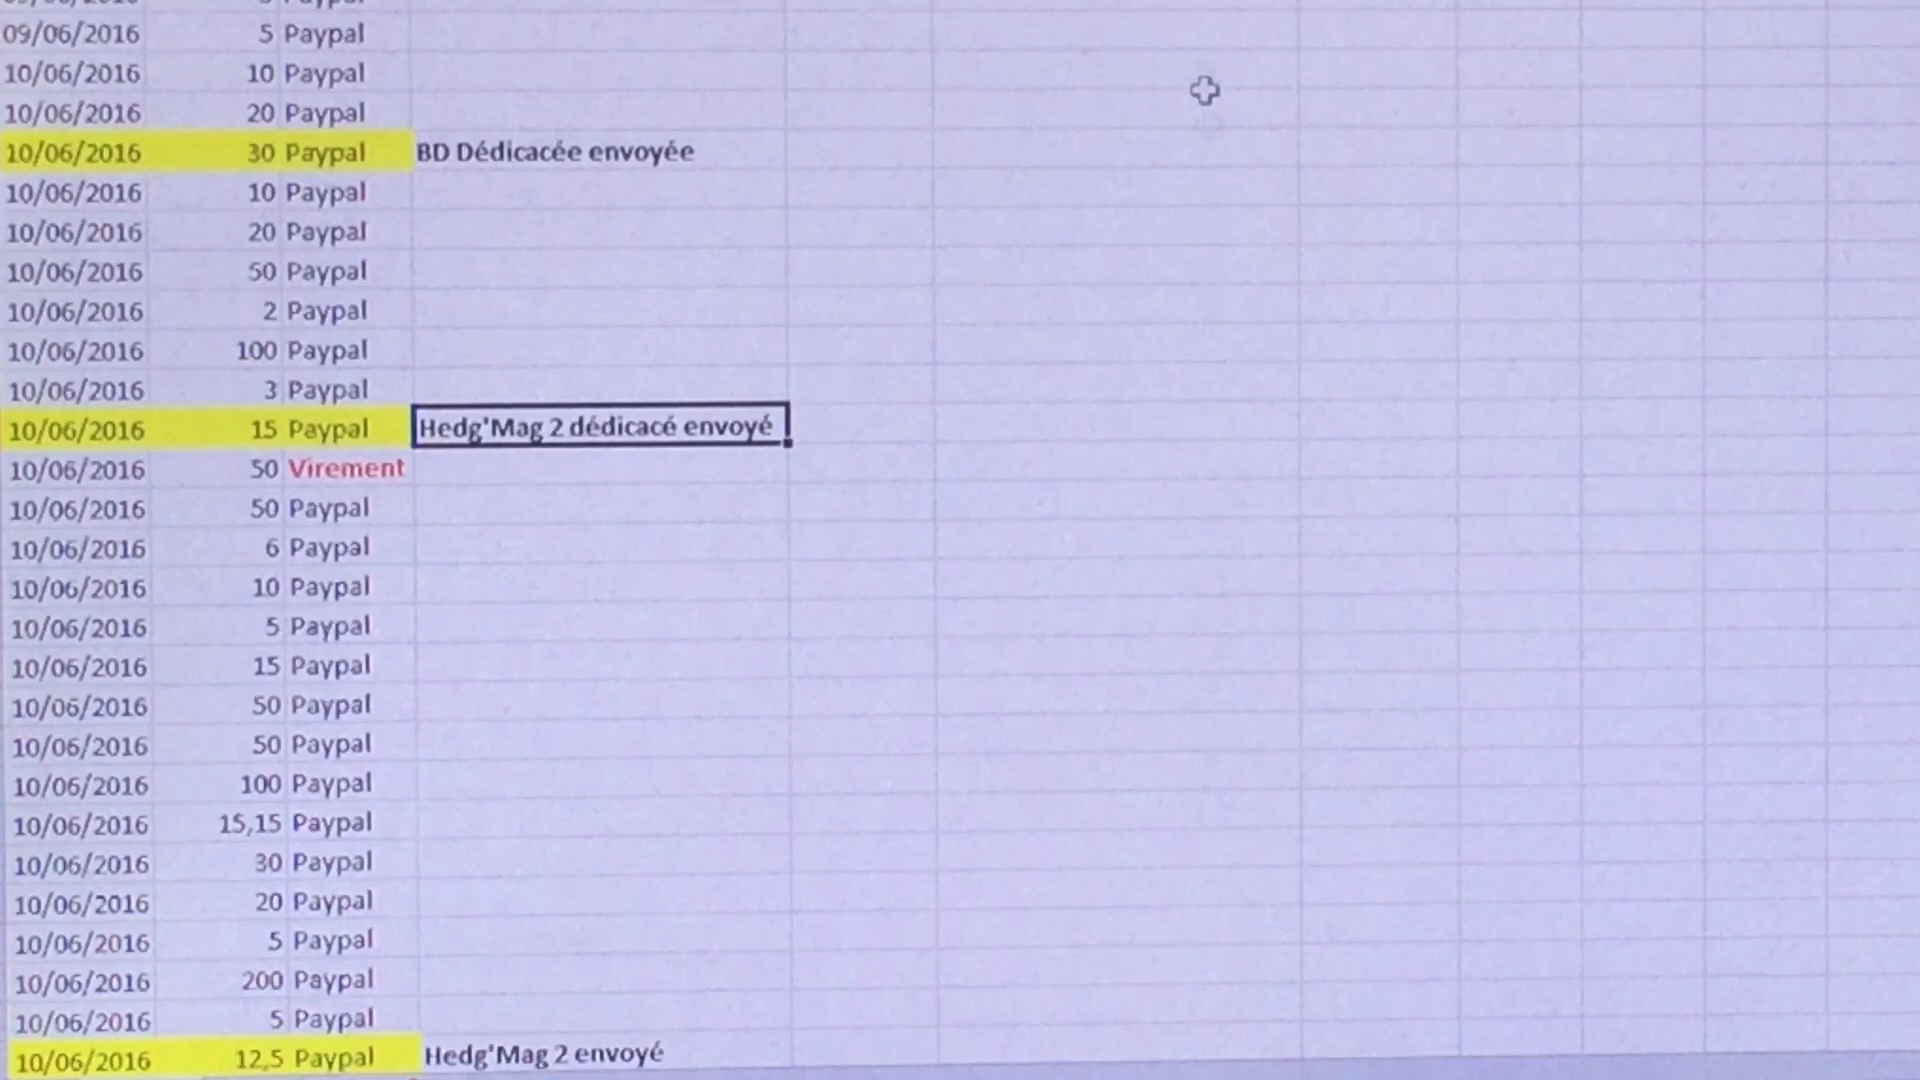 09/06/2016 5 Paypal
10/06/2016 10 Paypal
10/06/2016 20 Paypal
10/06/2016 30 Paypal BD Dédicacée envoyée
10/06/2016 10 Paypal
10/06/2016 20 Paypal
10/06/2016 50 Paypal
10/06/2016 2 Paypal
10/06/2016 100 Paypal
10/06/2016 3 Paypal
10/06/2016 15 Paypal Hedg'Mag 2 dédicacé envoyé
10/06/2016 50 Virement
10/06/2016 50 Paypal
10/06/2016 6 Paypal
10/06/2016 10 Paypal
10/06/2016 5 Paypal
10/06/2016 15 Paypal
10/06/2016 50 Paypal
10/06/2016 50 Paypal
10/06/2016 100 Paypal
10/06/2016 15,15 Paypal
10/06/2016 30 Paypal
10/06/2016 20 Paypal
10/06/2016 5 Paypal
10/06/2016 200 Paypal
10/06/2016 5 Paypal
10/06/2016 12,5 Paypal Hedg'Mag 2 envoyé